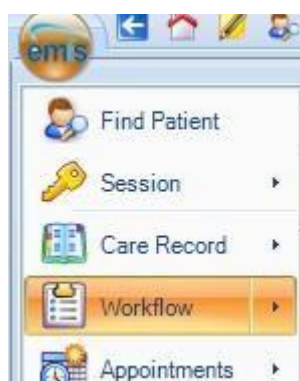 emis
Find Patient
Session
Care Record
Workflow
Appointments